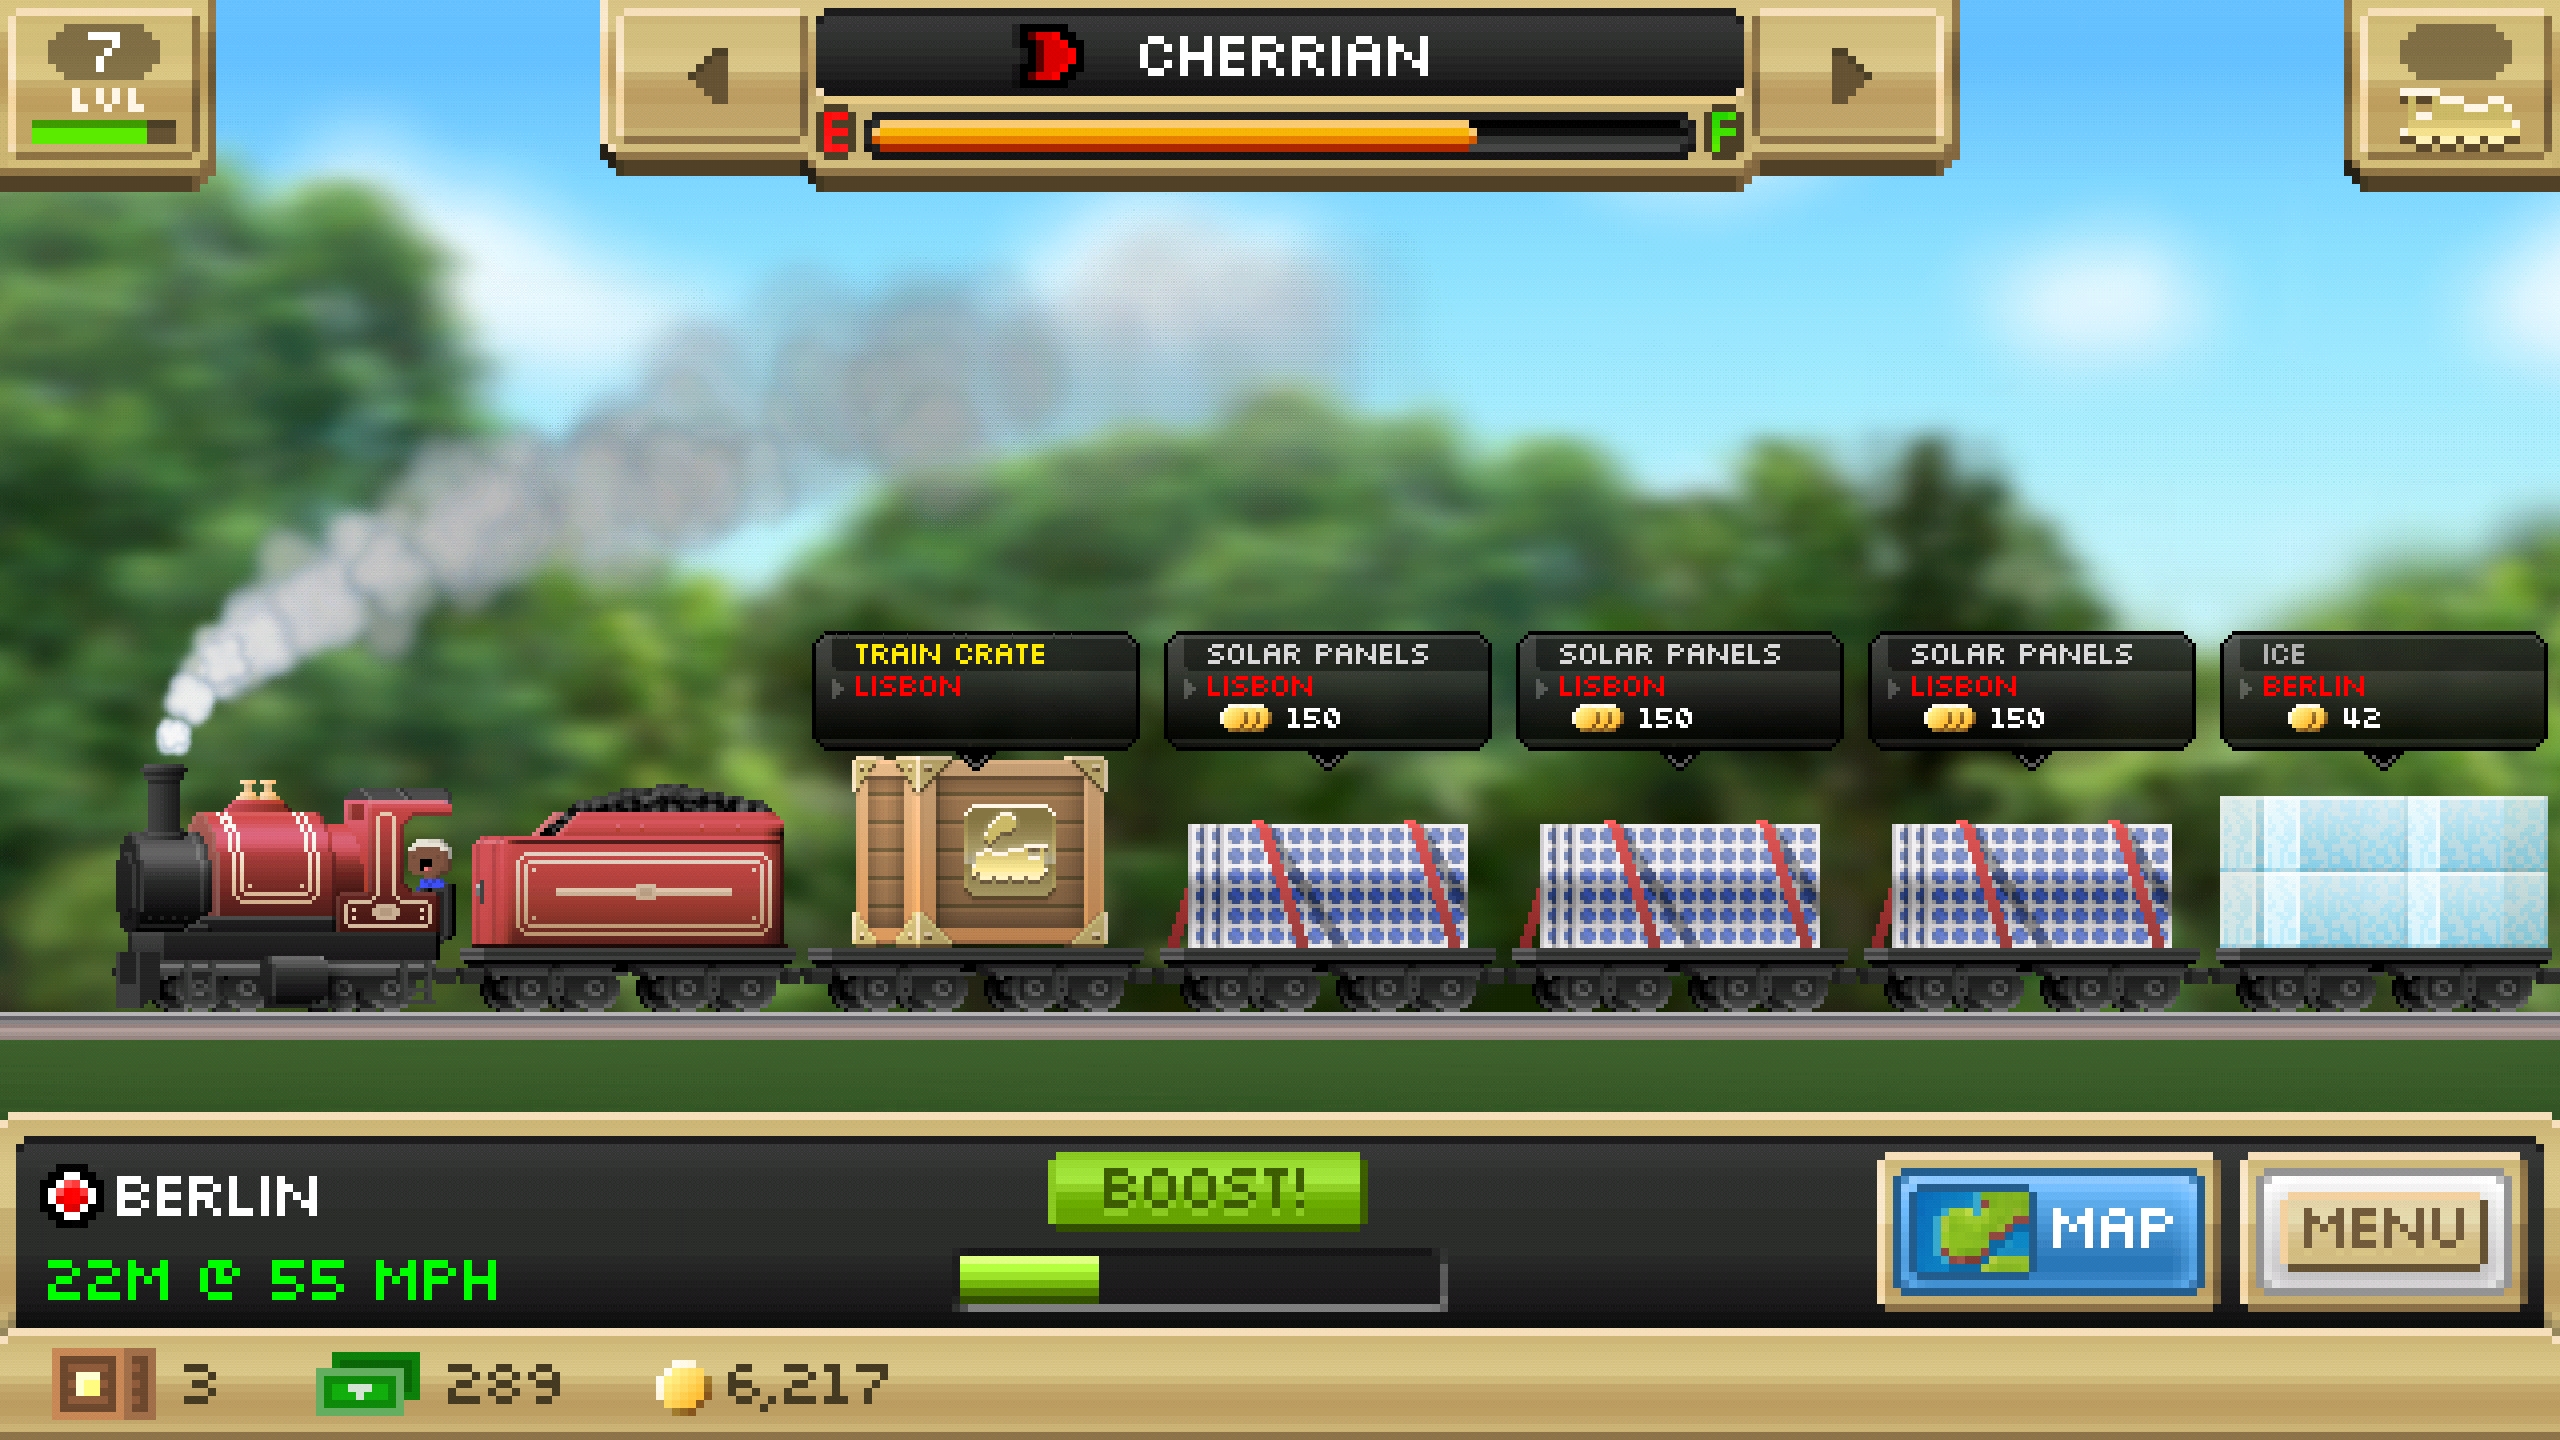 7
LVL
CHERRIAN
E F
TRAIN CRATE
LISBON
SOLAR PANELS
LISBON
150
SOLAR PANELS
LISBON
150
SOLAR PANELS
LISBON
150
ICE
BERLIN
42
BERLIN
22M @ 55 MPH
BOOST!
MAP
MENU
3
289
6,217